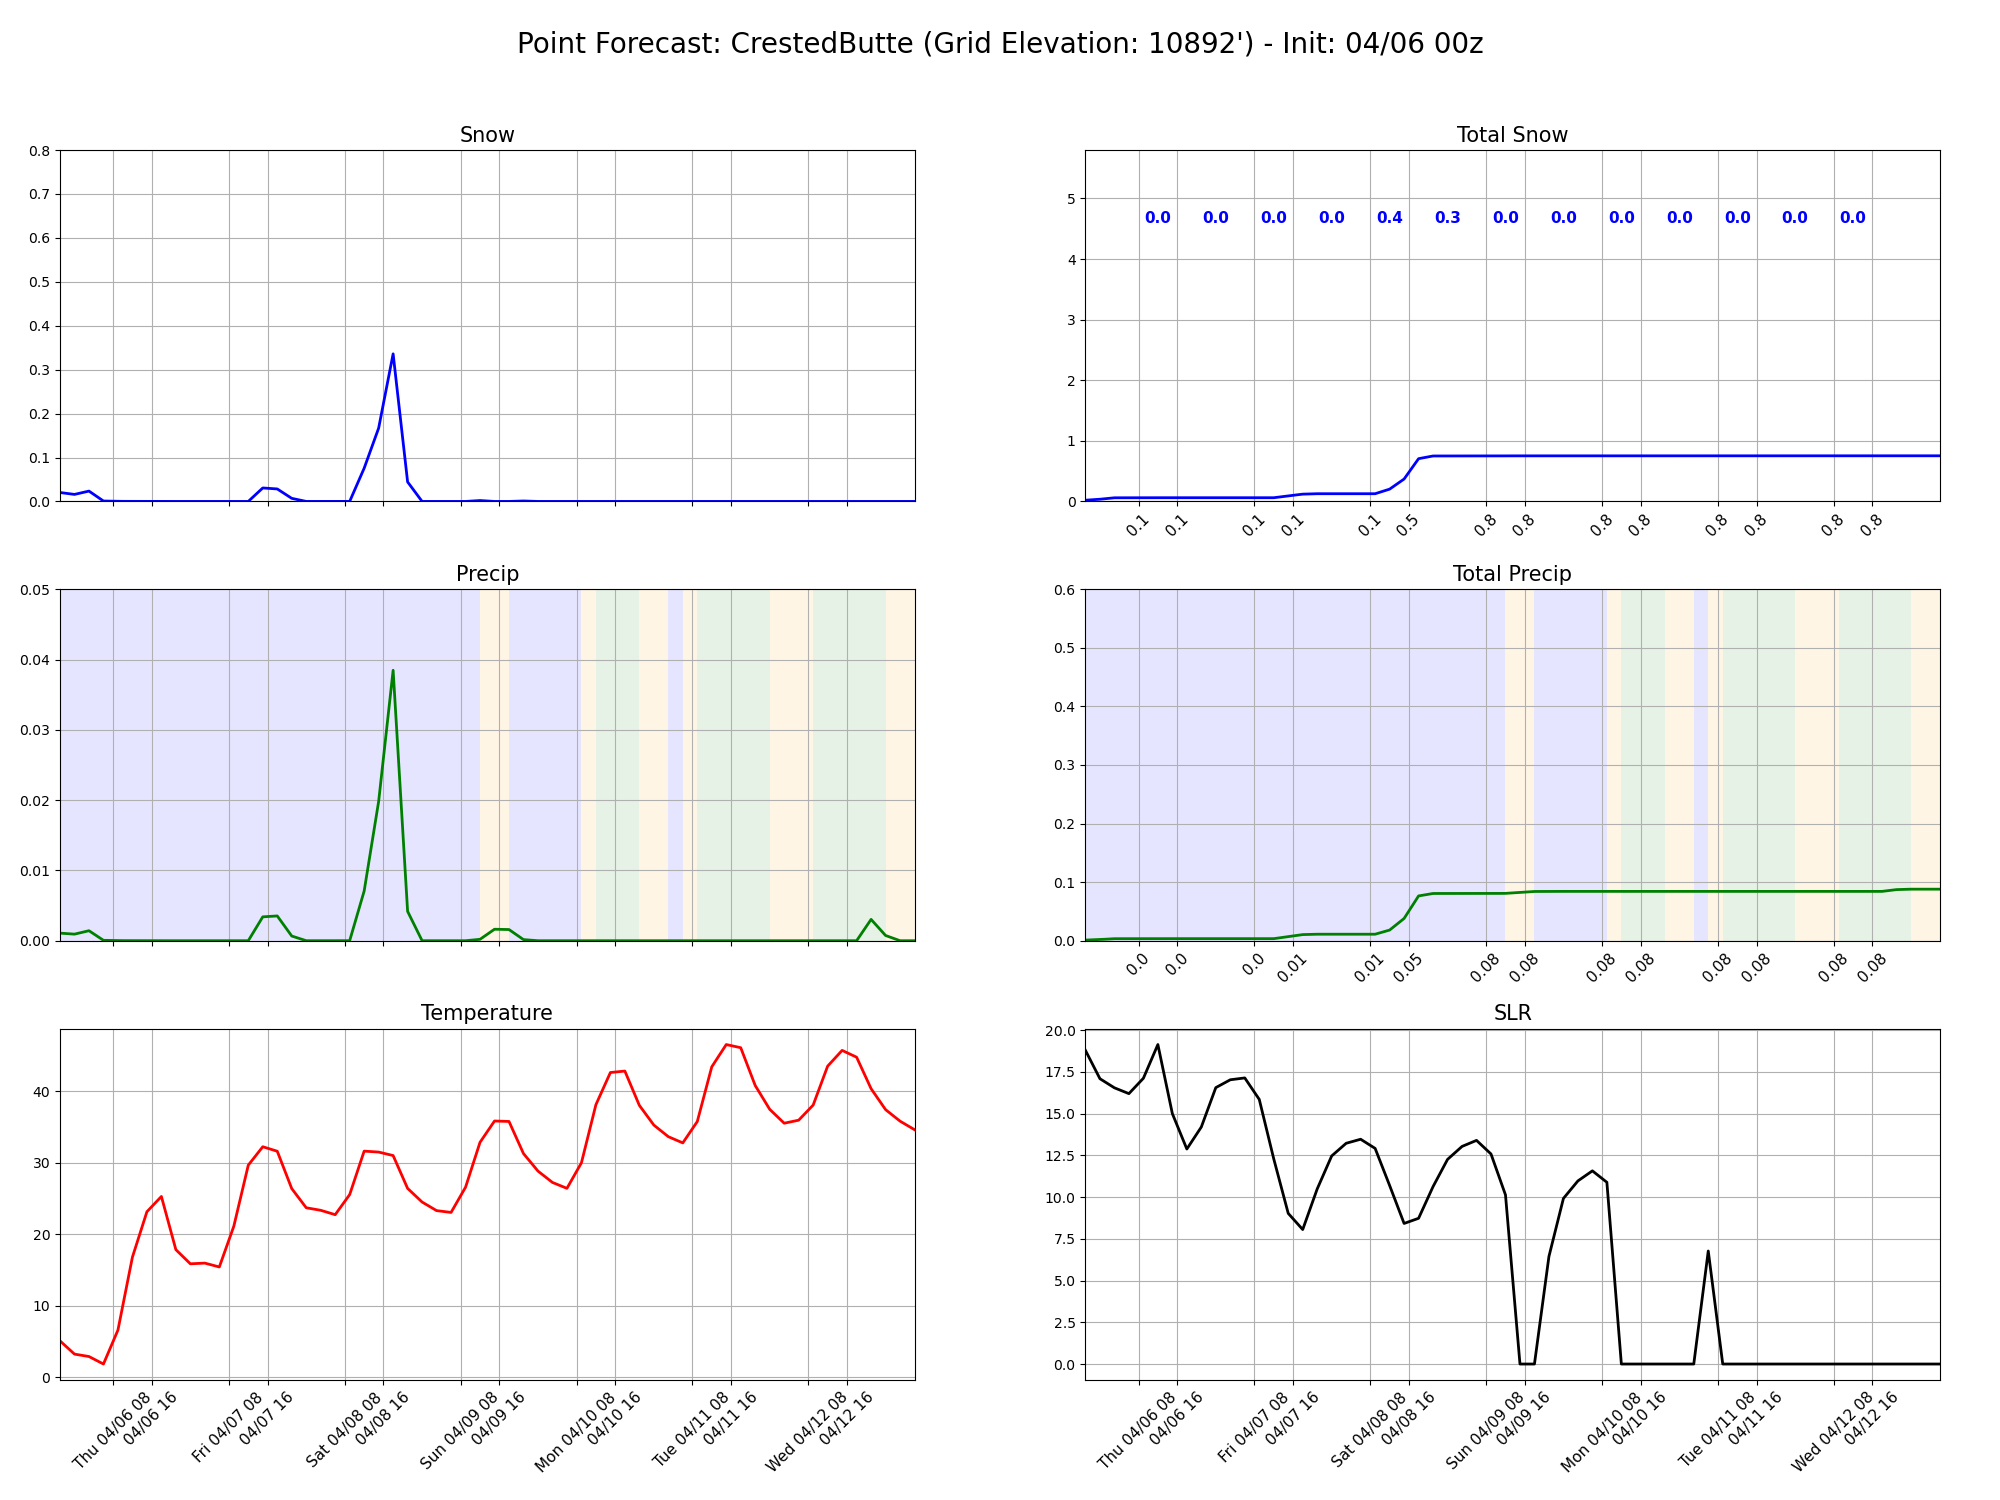 Point Forecast: CrestedButte (Grid Elevation: 10892') - Init: 04/06 00z
Snow
0.8
0.7
0.6
0.5
0.4
0.3
0.2
0.1
0.0
Total Snow
5
4
3
2
1
0
0.0 0.0 0.0 0.0 0.4 0.3 0.0 0.0 0.0 0.0 0.0 0.0 0.0
0.1 0.1 0.1 0.1 0.1 0.5 0.8 0.8 0.8 0.8 0.8 0.8 0.8 0.8
Precip
0.05
0.04
0.03
0.02
0.01
0.00
Total Precip
0.6
0.5
0.4
0.3
0.2
0.1
0.0
0.0 0.0 0.0 0.01 0.01 0.05 0.08 0.08 0.08 0.08 0.08 0.08 0.08 0.08
Temperature
40
30
20
10
0
Thu 04/06 08
04/06 16
Fri 04/07 08
04/07 16
Sat 04/08 08
04/08 16
Sun 04/09 08
04/09 16
Mon 04/10 08
04/10 16
Tue 04/11 08
04/11 16
Wed 04/12 08
04/12 16
SLR
20.0
17.5
15.0
12.5
10.0
7.5
5.0
2.5
0.0
Thu 04/06 08
04/06 16
Fri 04/07 08
04/07 16
Sat 04/08 08
04/08 16
Sun 04/09 08
04/09 16
Mon 04/10 08
04/10 16
Tue 04/11 08
04/11 16
Wed 04/12 08
04/12 16